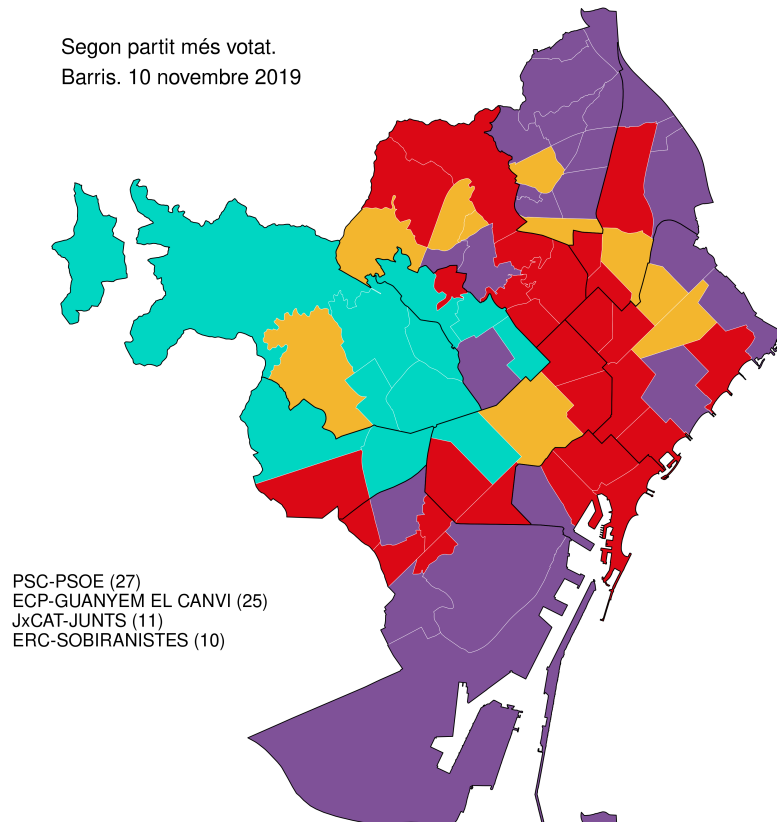 Segon partit més votat.
Barris. 10 novembre 2019
PSC-PSOE (27)
ECP-GUANYEM EL CANVI (25)
JxCAT-JUNTS (11)
ERC-SOBIRANISTES (10)